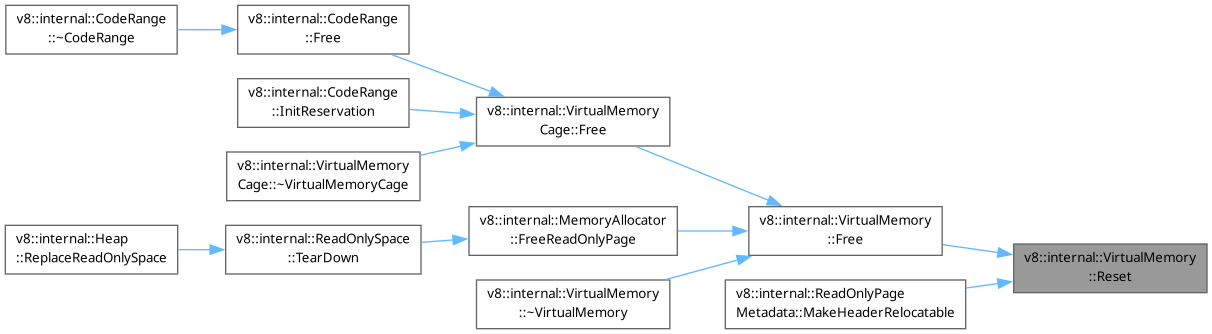 v8::internal::CodeRange
::~CodeRange
v8::internal::CodeRange
::Free
v8::internal::CodeRange
::InitReservation
v8::internal::VirtualMemory
Cage::Free
v8::internal::VirtualMemory
Cage::~VirtualMemoryCage
v8::internal::Heap
::ReplaceReadOnlySpace
v8::internal::ReadOnlySpace
::TearDown
v8::internal::MemoryAllocator
::FreeReadOnlyPage
v8::internal::VirtualMemory
::Free
v8::internal::VirtualMemory
::Reset
v8::internal::VirtualMemory
::~VirtualMemory
v8::internal::ReadOnlyPage
Metadata::MakeHeaderRelocatable